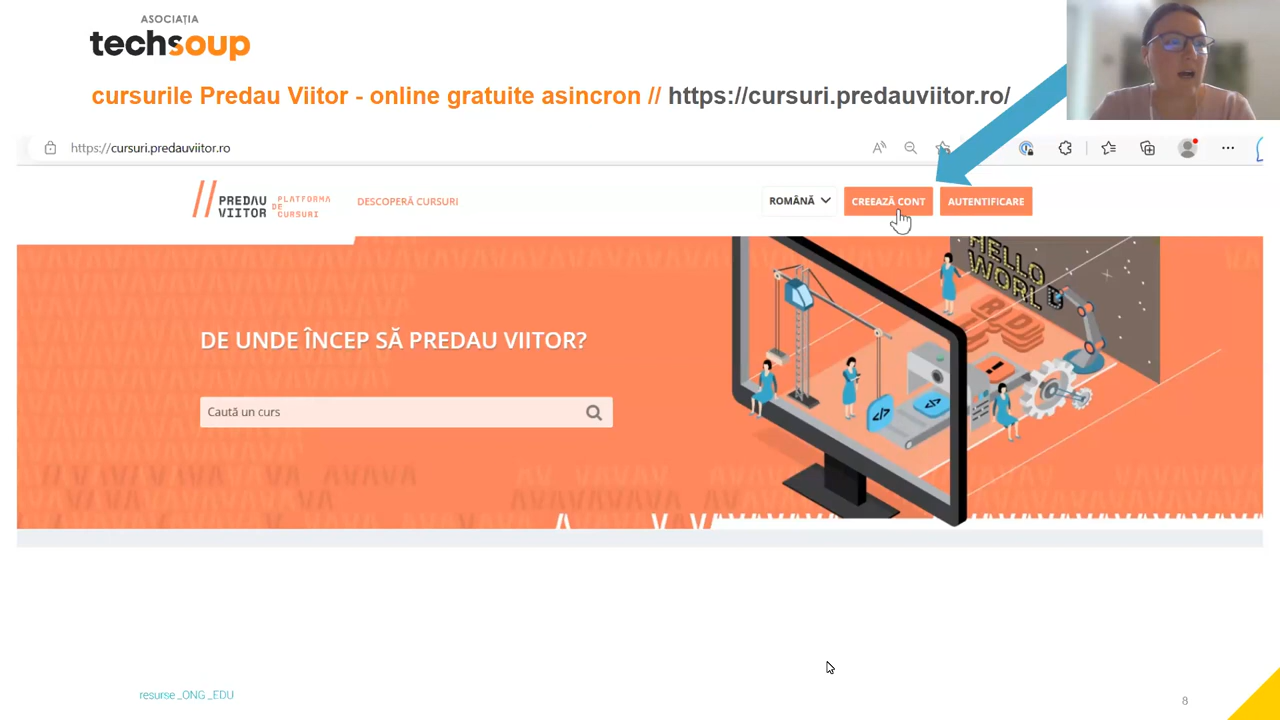 ASOCIAȚIA
techsoup
cursurile Predau Viitor - online gratuite asincron // https://cursuri.predauviitor.ro/
https://cursuri.predauviitor.ro
PREDAU VIITOR
PLATFORMA DE CURSURI
DESCOPERĂ CURSURI
ROMÂNĂ
CREEAZĂ CONT
AUTENTIFICARE
HELLO
WORLD
DE UNDE ÎNCEP SĂ PREDAU VIITOR?
Caută un curs
resurse _ONG _EDU
8